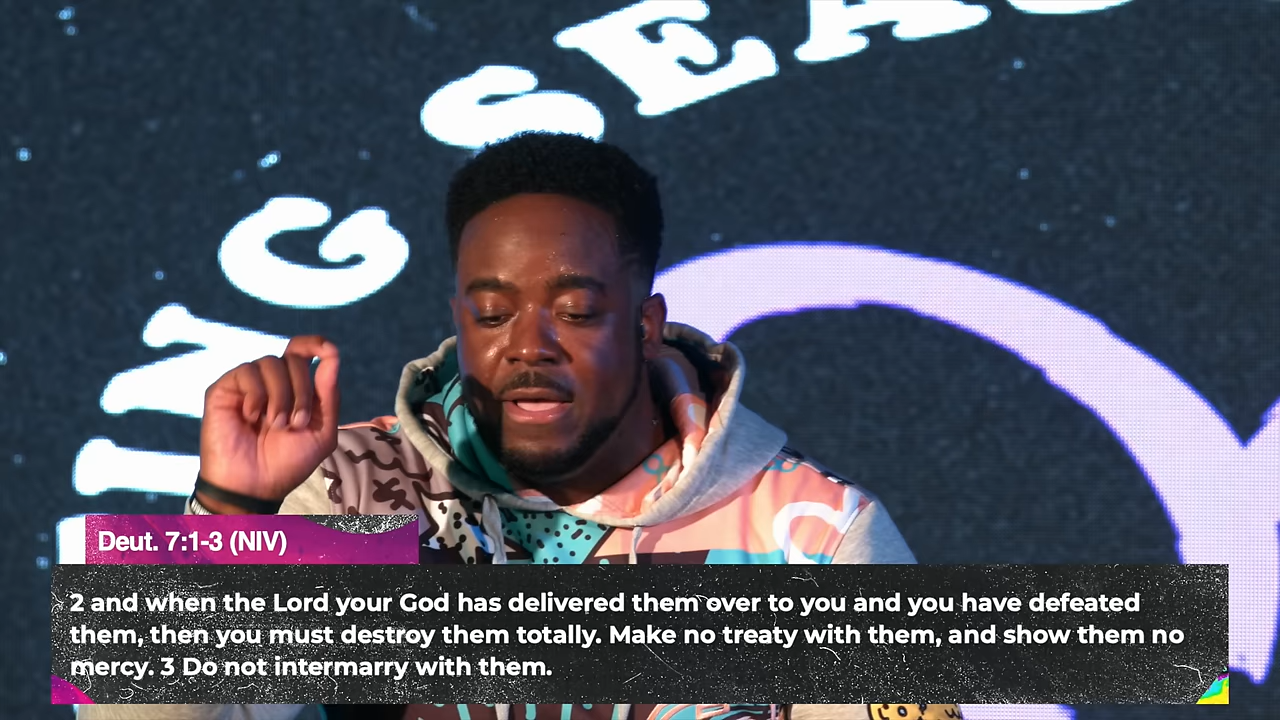 ING SEA
Deut. 7:1-3 (NIV)
2 and when the Lord your God has delivered them over to you and you have defeated
them, then you must destroy them totally. Make no treaty with them, and show them no
mercy. 3 Do not intermarry with them.